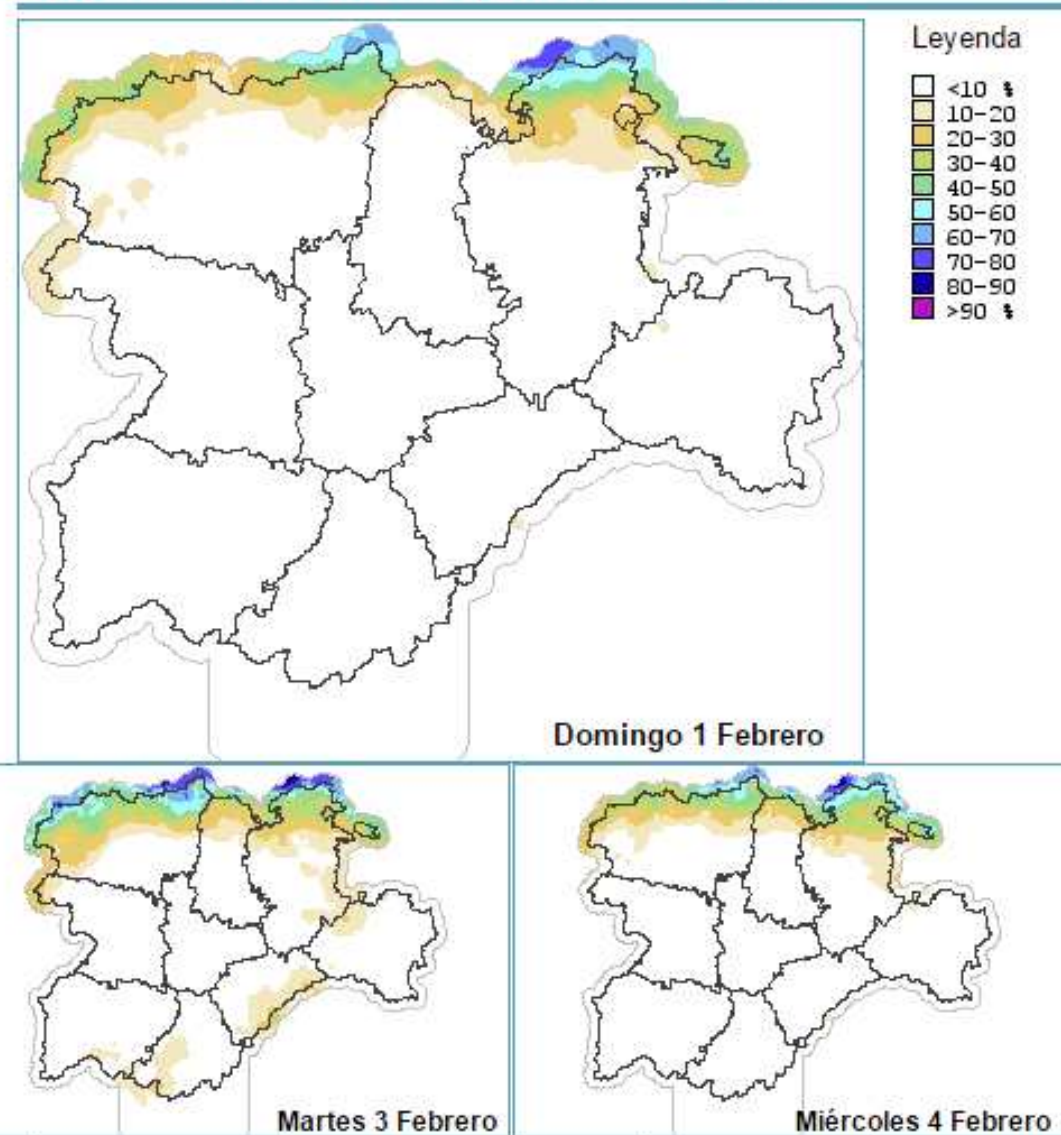 Leyenda
<10 %
10-20
20-30
30-40
40-50
50-60
60-70
70-80
80-90
>90 %
Domingo 1 Febrero
Martes 3 Febrero
Miércoles 4 Febrero